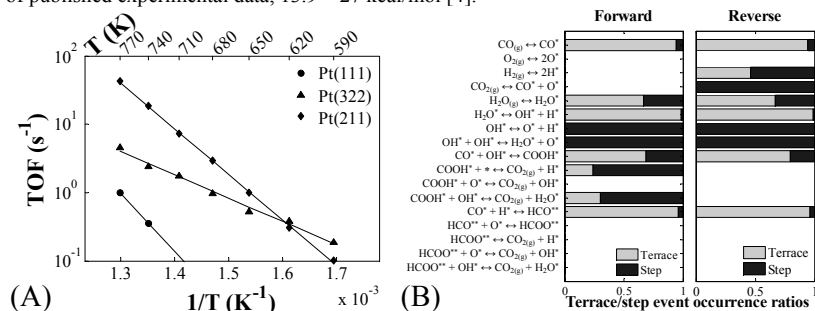 of published experimental data, 13.9 – 27 kcal/mol [4].
T (K)
770 740 710 680 650 620 590
10²
10¹
10⁰
10⁻¹
TOF (s⁻¹)
Pt(111)
Pt(322)
Pt(211)
1.3 1.4 1.5 1.6 1.7
1/T (K⁻¹)
x 10⁻³
(A)
Forward Reverse
CO(g) ↔ CO*
O₂(g) ↔ 2O*
H₂(g) ↔ 2H*
CO₂(g) ↔ CO* + O*
H₂O(g) ↔ H₂O*
H₂O* ↔ OH* + H*
OH* ↔ O* + H*
OH* + OH* ↔ H₂O* + O*
CO* + OH* ↔ COOH*
COOH* + * ↔ CO₂(g) + H*
COOH* + O* ↔ CO₂(g) + OH*
COOH* + OH* ↔ CO₂(g) + H₂O*
CO* + H* ↔ HCO**
HCO** + O* ↔ HCOO**
HCOO** ↔ CO₂(g) + H*
HCOO** + O* ↔ CO₂(g) + OH*
HCOO** + OH* ↔ CO₂(g) + H₂O*
Terrace
Step
Terrace
Step
0 0.5 1 0 0.5 1
Terrace/step event occurrence ratios
(B)